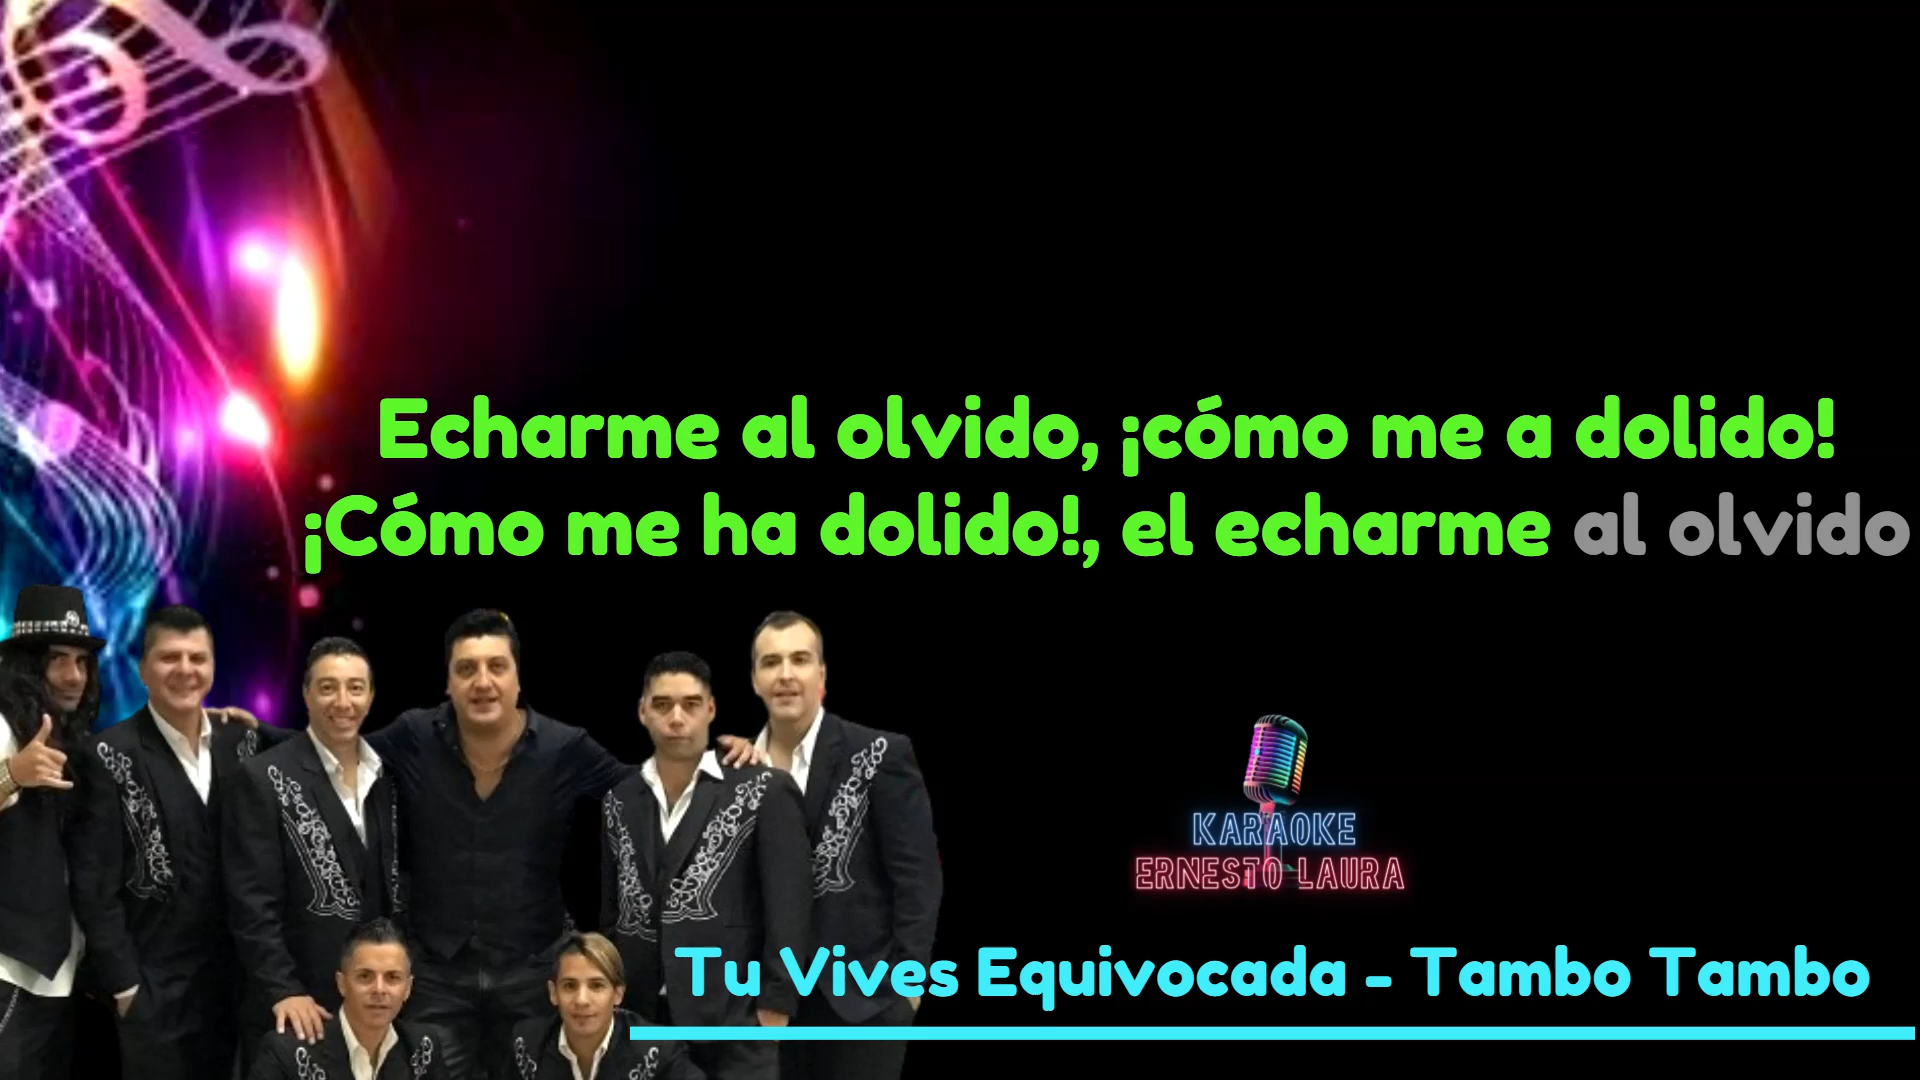 Echarme al olvido, ¡cómo me a dolido!
¡Cómo me ha dolido!, el echarme al olvido
KARAOKE
ERNESTO LAURA
Tu Vives Equivocada - Tambo Tambo